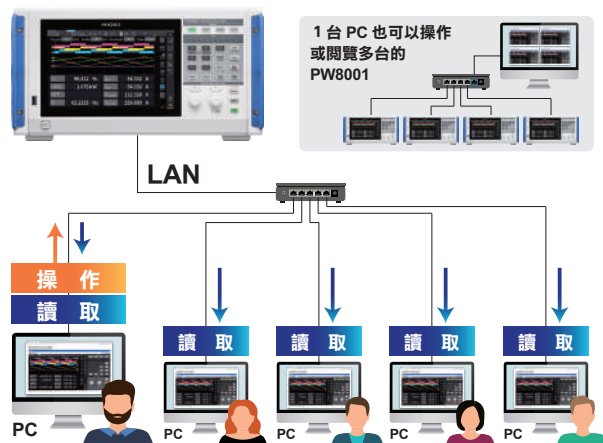 1 台 PC 也可以操作
或閱覽多台的
PW8001
LAN
操 作
讀 取
讀 取
讀 取
讀 取
讀 取
PC
PC
PC
PC
PC